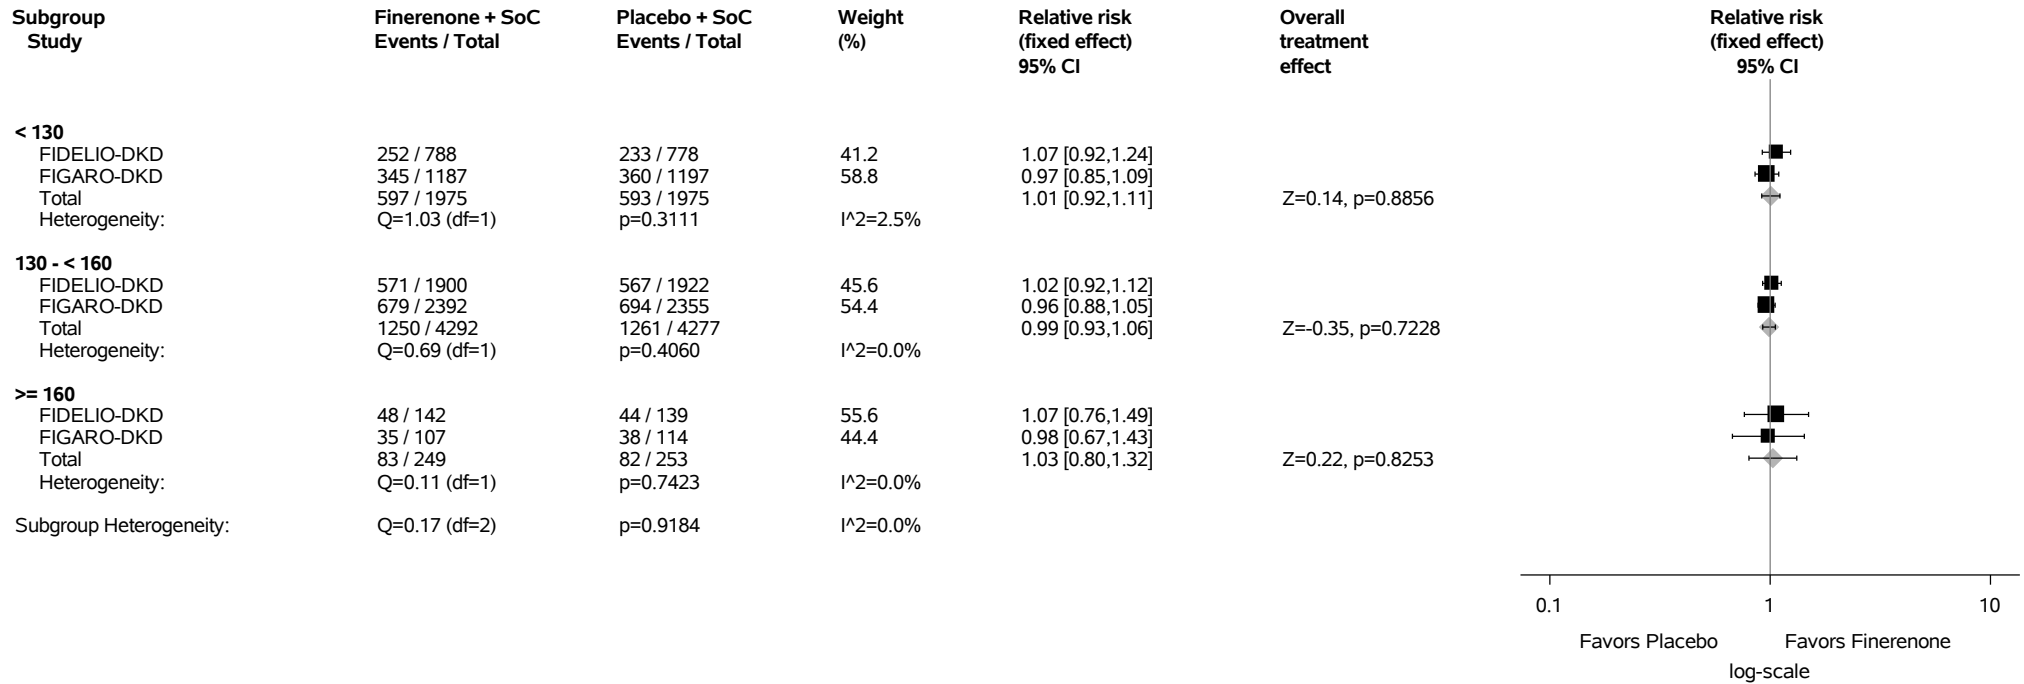 Subgroup Finerenone + SoC Placebo + SoC Weight Relative risk Overall Relative risk
Study Events / Total Events / Total (%) (fixed effect) treatment (fixed effect)
95% CI effect 95% CI
< 130
FIDELIO-DKD 252 / 788 233 / 778 41.2 1.07 [0.92,1.24]
FIGARO-DKD 345 / 1187 360 / 1197 58.8 0.97 [0.85,1.09]
Total 597 / 1975 593 / 1975 1.01 [0.92,1.11] Z=0.14, p=0.8856
Heterogeneity: Q=1.03 (df=1) p=0.3111 I^2=2.5%
130 - < 160
FIDELIO-DKD 571 / 1900 567 / 1922 45.6 1.02 [0.92,1.12]
FIGARO-DKD 679 / 2392 694 / 2355 54.4 0.96 [0.88,1.05]
Total 1250 / 4292 1261 / 4277 0.99 [0.93,1.06] Z=-0.35, p=0.7228
Heterogeneity: Q=0.69 (df=1) p=0.4060 I^2=0.0%
>= 160
FIDELIO-DKD 48 / 142 44 / 139 55.6 1.07 [0.76,1.49]
FIGARO-DKD 35 / 107 38 / 114 44.4 0.98 [0.67,1.43]
Total 83 / 249 82 / 253 1.03 [0.80,1.32] Z=0.22, p=0.8253
Heterogeneity: Q=0.11 (df=1) p=0.7423 I^2=0.0%
Subgroup Heterogeneity: Q=0.17 (df=2) p=0.9184 I^2=0.0%
0.1 1 10
Favors Placebo Favors Finerenone
log-scale